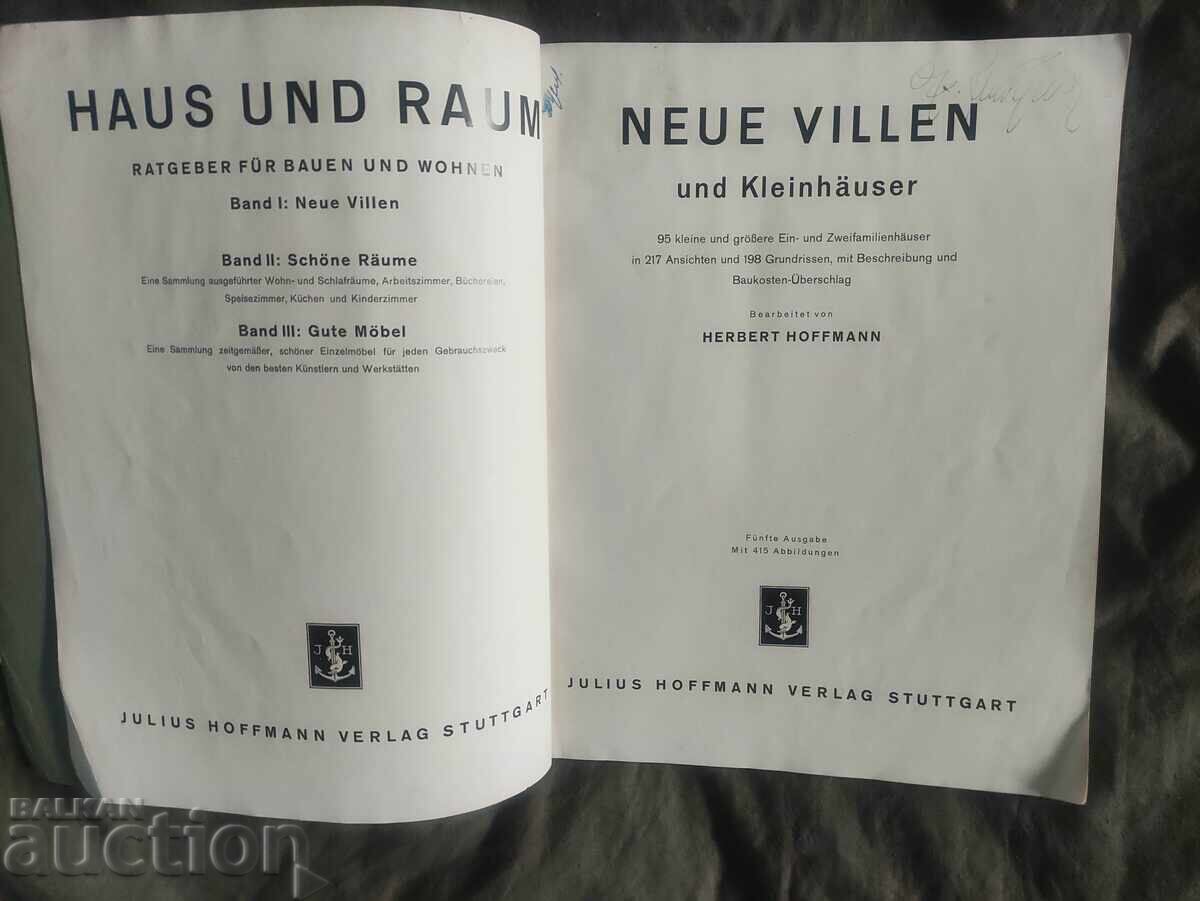 HAUS UND RAUM
RATGEBER FÜR BAUEN UND WOHNEN
Band I: Neue Villen
Band II: Schöne Räume
Eine Sammlung ausgeführter Wohn- und Schlafräume, Arbeitszimmer, Büchereien,
Speisezimmer, Küchen und Kinderzimmer
Band III: Gute Möbel
Eine Sammlung zeitgemäßer, schöner Einzelmöbel für jeden Gebrauchszweck
von den besten Künstlern und Werkstätten
J H
JULIUS HOFFMANN VERLAG STUTTGART
NEUE VILLEN
und Kleinhäuser
95 kleine und größere Ein- und Zweifamilienhäuser
in 217 Ansichten und 198 Grundrissen, mit Beschreibung und
Baukosten-Überschlag
Bearbeitet von
HERBERT HOFFMANN
Fünfte Ausgabe
Mit 415 Abbildungen
J H
JULIUS HOFFMANN VERLAG STUTTGART
BALKAN
auction